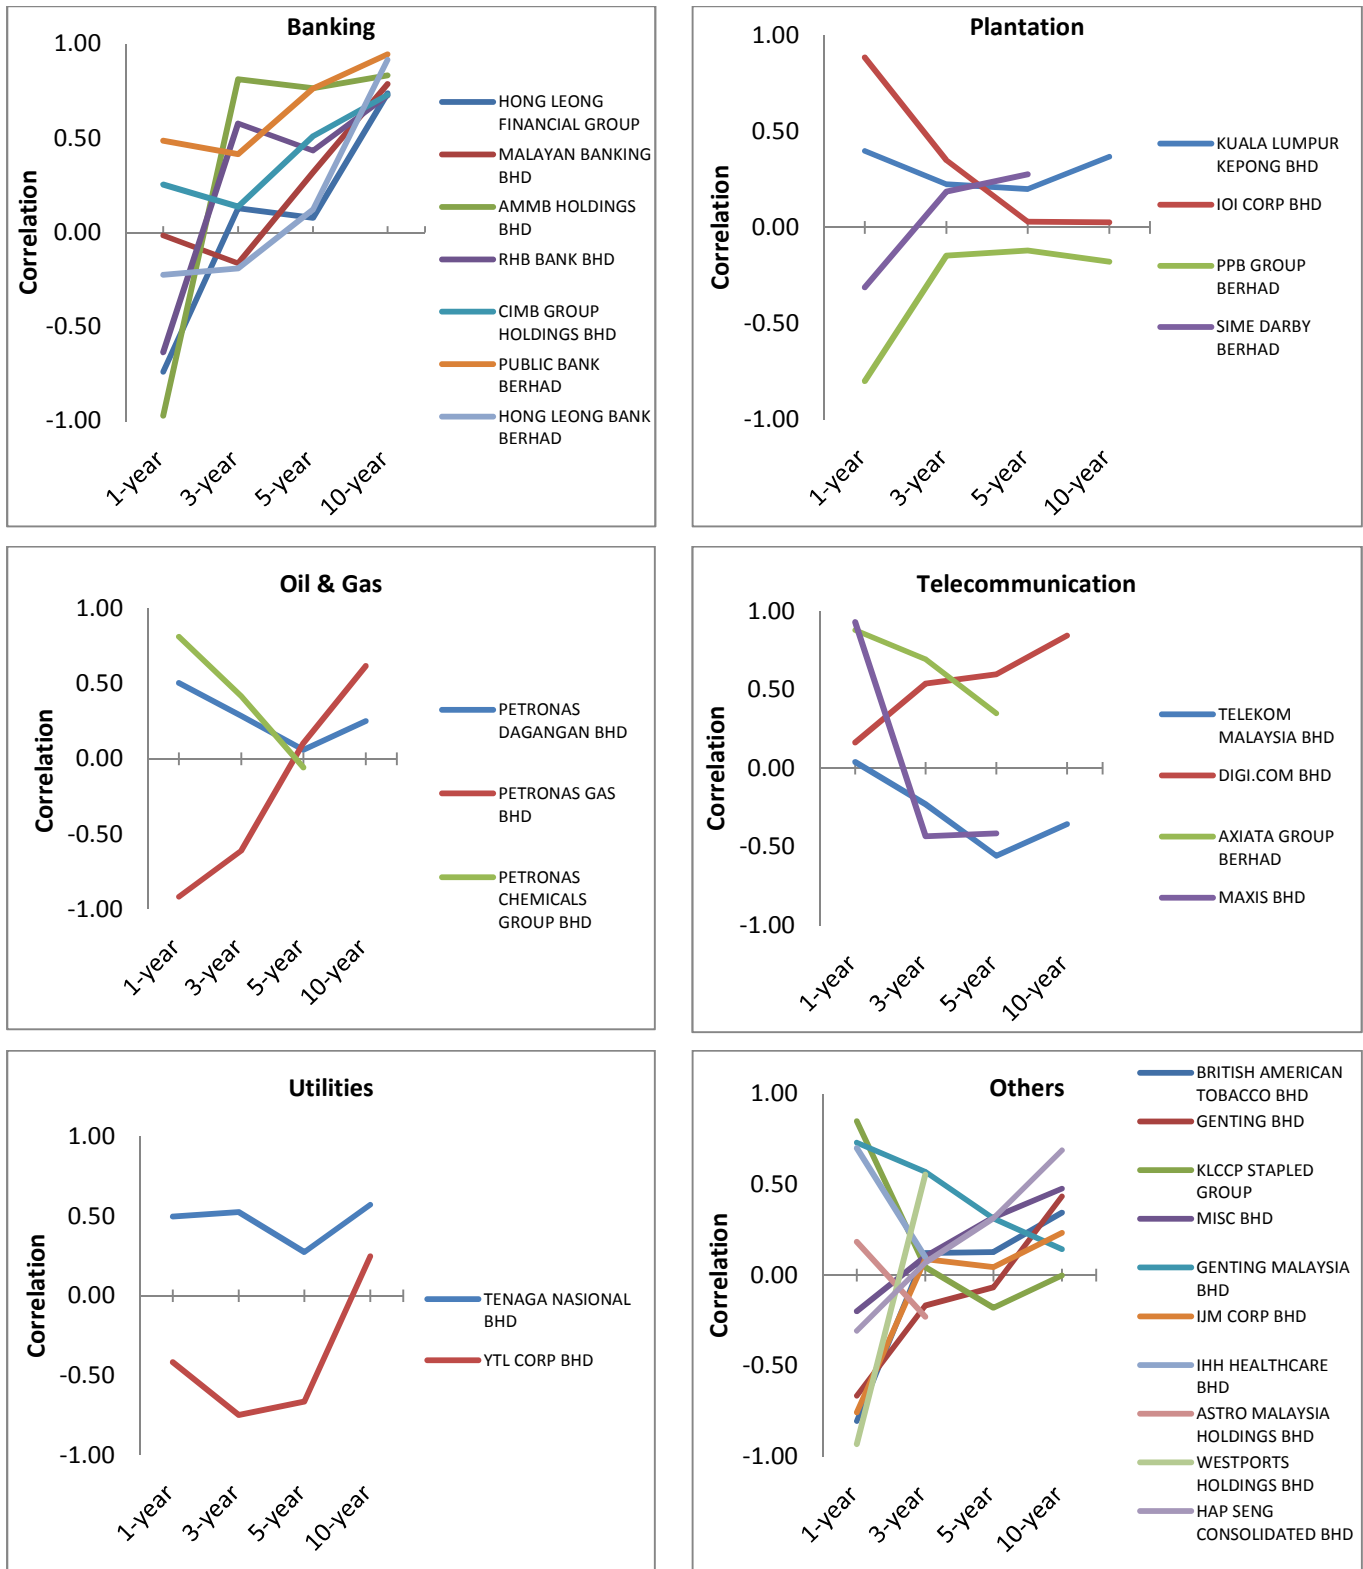 Banking
1.00
0.50
0.00
-0.50
-1.00
Correlation
1-year
3-year
5-year
10-year
HONG LEONG
FINANCIAL GROUP
MALAYAN BANKING
BHD
AMMB HOLDINGS
BHD
RHB BANK BHD
CIMB GROUP
HOLDINGS BHD
PUBLIC BANK
BERHAD
HONG LEONG BANK
BERHAD
Plantation
1.00
0.50
0.00
-0.50
-1.00
Correlation
1-year
3-year
5-year
10-year
KUALA LUMPUR
KEPONG BHD
IOI CORP BHD
PPB GROUP
BERHAD
SIME DARBY
BERHAD
Oil & Gas
1.00
0.50
0.00
-0.50
-1.00
Correlation
1-year
3-year
5-year
10-year
PETRONAS
DAGANGAN BHD
PETRONAS GAS
BHD
PETRONAS
CHEMICALS
GROUP BHD
Telecommunication
1.00
0.50
0.00
-0.50
-1.00
Correlation
1-year
3-year
5-year
10-year
TELEKOM
MALAYSIA BHD
DIGI.COM BHD
AXIATA GROUP
BERHAD
MAXIS BHD
Utilities
1.00
0.50
0.00
-0.50
-1.00
Correlation
1-year
3-year
5-year
10-year
TENAGA NASIONAL
BHD
YTL CORP BHD
Others
1.00
0.50
0.00
-0.50
-1.00
Correlation
1-year
3-year
5-year
10-year
BRITISH AMERICAN
TOBACCO BHD
GENTING BHD
KLCCP STAPLED
GROUP
MISC BHD
GENTING MALAYSIA
BHD
IJM CORP BHD
IHH HEALTHCARE
BHD
ASTRO MALAYSIA
HOLDINGS BHD
WESTPORTS
HOLDINGS BHD
HAP SENG
CONSOLIDATED BHD